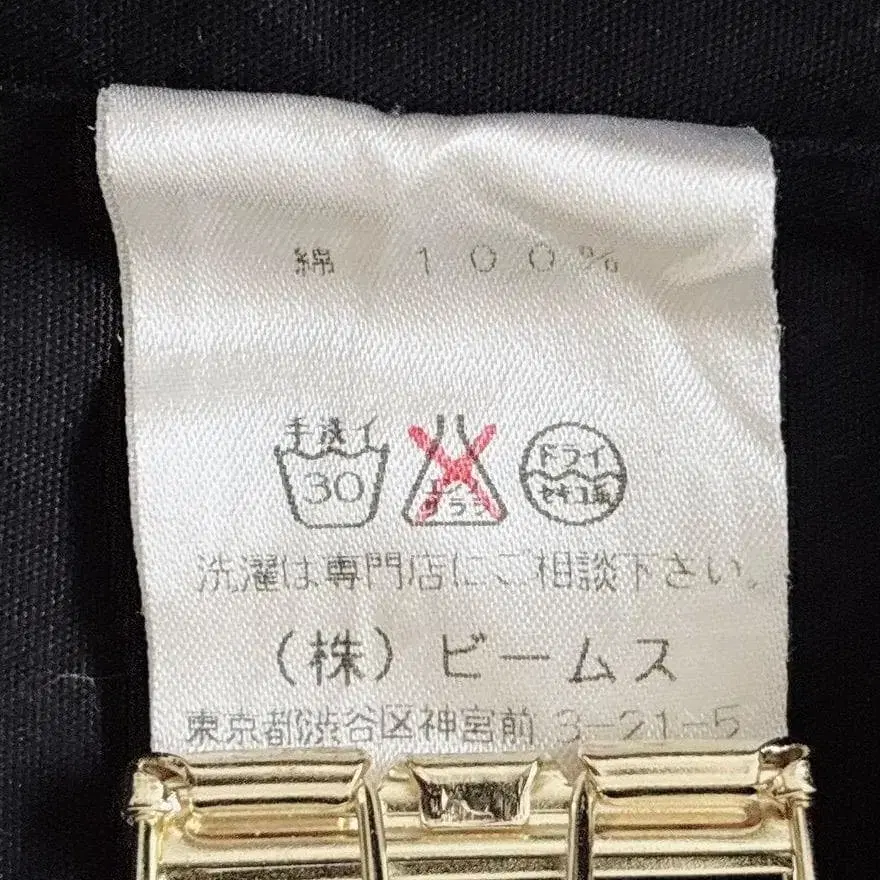 綿 100%
手洗イ
30
エンソ
サラシ
ドライ
セキユ系
洗濯は専門店にご相談下さい。
(株)ビームス
東京都渋谷区神宮前 3-21-5